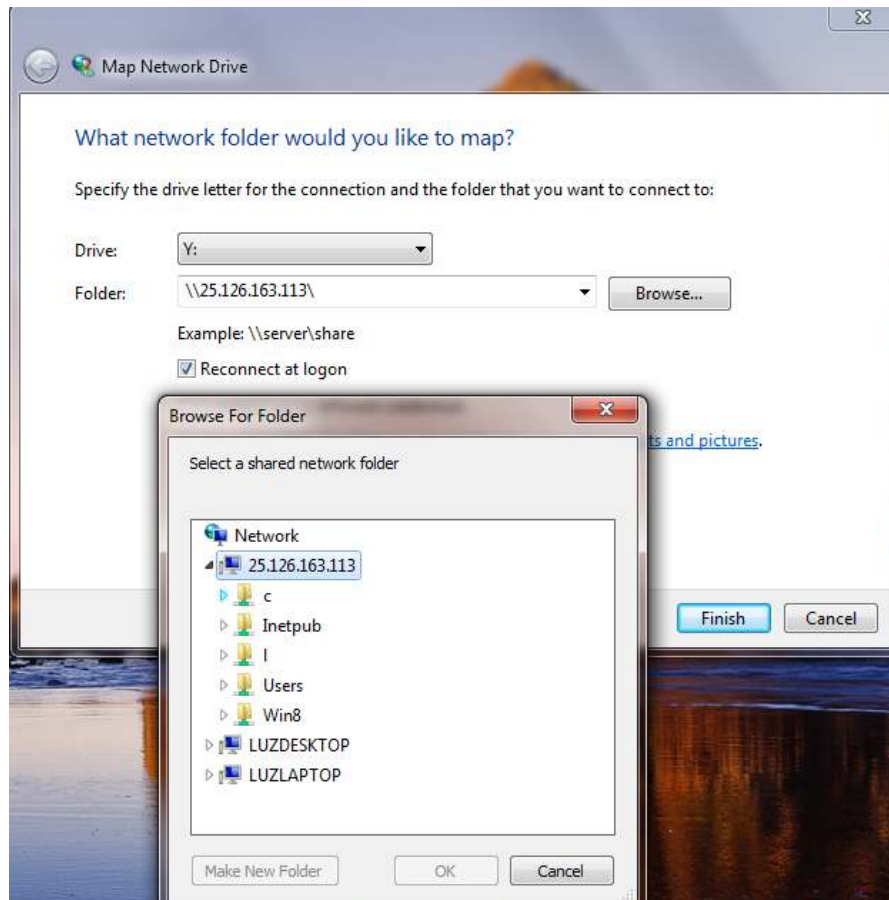 Map Network Drive
What network folder would you like to map?
Specify the drive letter for the connection and the folder that you want to connect to:
Drive: Y:
Folder: \\25.126.163.113\ Browse...
Example: \\server\share
Reconnect at logon
Browse For Folder
ts and pictures.
Select a shared network folder
Network
25.126.163.113
c
Inetpub
l
Users
Win8
LUZDESKTOP
LUZLAPTOP
Finish Cancel
Make New Folder OK Cancel